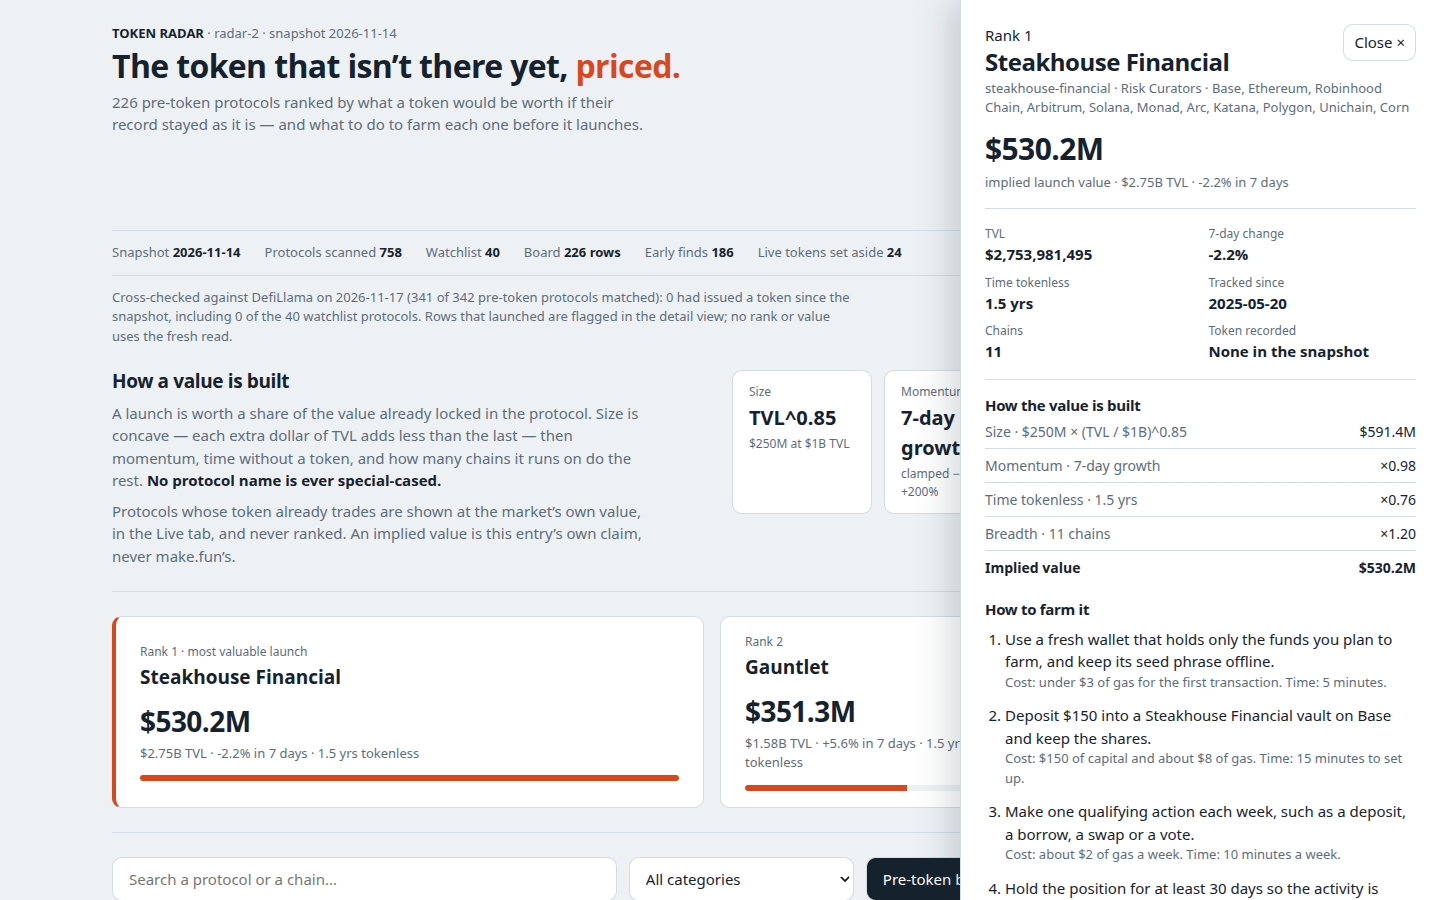 TOKEN RADAR · radar-2 · snapshot 2026-11-14
The token that isn’t there yet, priced.
226 pre-token protocols ranked by what a token would be worth if their
record stayed as it is — and what to do to farm each one before it launches.
Snapshot 2026-11-14 Protocols scanned 758 Watchlist 40 Board 226 rows Early finds 186 Live tokens set aside 24
Cross-checked against DefiLlama on 2026-11-17 (341 of 342 pre-token protocols matched): 0 had issued a token since the
snapshot, including 0 of the 40 watchlist protocols. Rows that launched are flagged in the detail view; no rank or value
uses the fresh read.
How a value is built
A launch is worth a share of the value already locked in the protocol. Size is
concave — each extra dollar of TVL adds less than the last — then
momentum, time without a token, and how many chains it runs on do the
rest. No protocol name is ever special-cased.
Protocols whose token already trades are shown at the market’s own value,
in the Live tab, and never ranked. An implied value is this entry’s own claim,
never make.fun’s.
Size
TVL^0.85
$250M at $1B TVL
Momentum
7-day
growt
clamped −
+200%
Rank 1 · most valuable launch
Steakhouse Financial
$530.2M
$2.75B TVL · -2.2% in 7 days · 1.5 yrs tokenless
Rank 2
Gauntlet
$351.3M
$1.58B TVL · +5.6% in 7 days · 1.5 yr
tokenless
Search a protocol or a chain...
All categories
Pre-token b
Rank 1
Close ×
Steakhouse Financial
steakhouse-financial · Risk Curators · Base, Ethereum, Robinhood
Chain, Arbitrum, Solana, Monad, Arc, Katana, Polygon, Unichain, Corn
$530.2M
implied launch value · $2.75B TVL · -2.2% in 7 days
TVL
$2,753,981,495
7-day change
-2.2%
Time tokenless
1.5 yrs
Tracked since
2025-05-20
Chains
11
Token recorded
None in the snapshot
How the value is built
Size · $250M × (TVL / $1B)^0.85 $591.4M
Momentum · 7-day growth ×0.98
Time tokenless · 1.5 yrs ×0.76
Breadth · 11 chains ×1.20
Implied value $530.2M
How to farm it
1. Use a fresh wallet that holds only the funds you plan to
farm, and keep its seed phrase offline.
Cost: under $3 of gas for the first transaction. Time: 5 minutes.
2. Deposit $150 into a Steakhouse Financial vault on Base
and keep the shares.
Cost: $150 of capital and about $8 of gas. Time: 15 minutes to set
up.
3. Make one qualifying action each week, such as a deposit,
a borrow, a swap or a vote.
Cost: about $2 of gas a week. Time: 10 minutes a week.
4. Hold the position for at least 30 days so the activity is